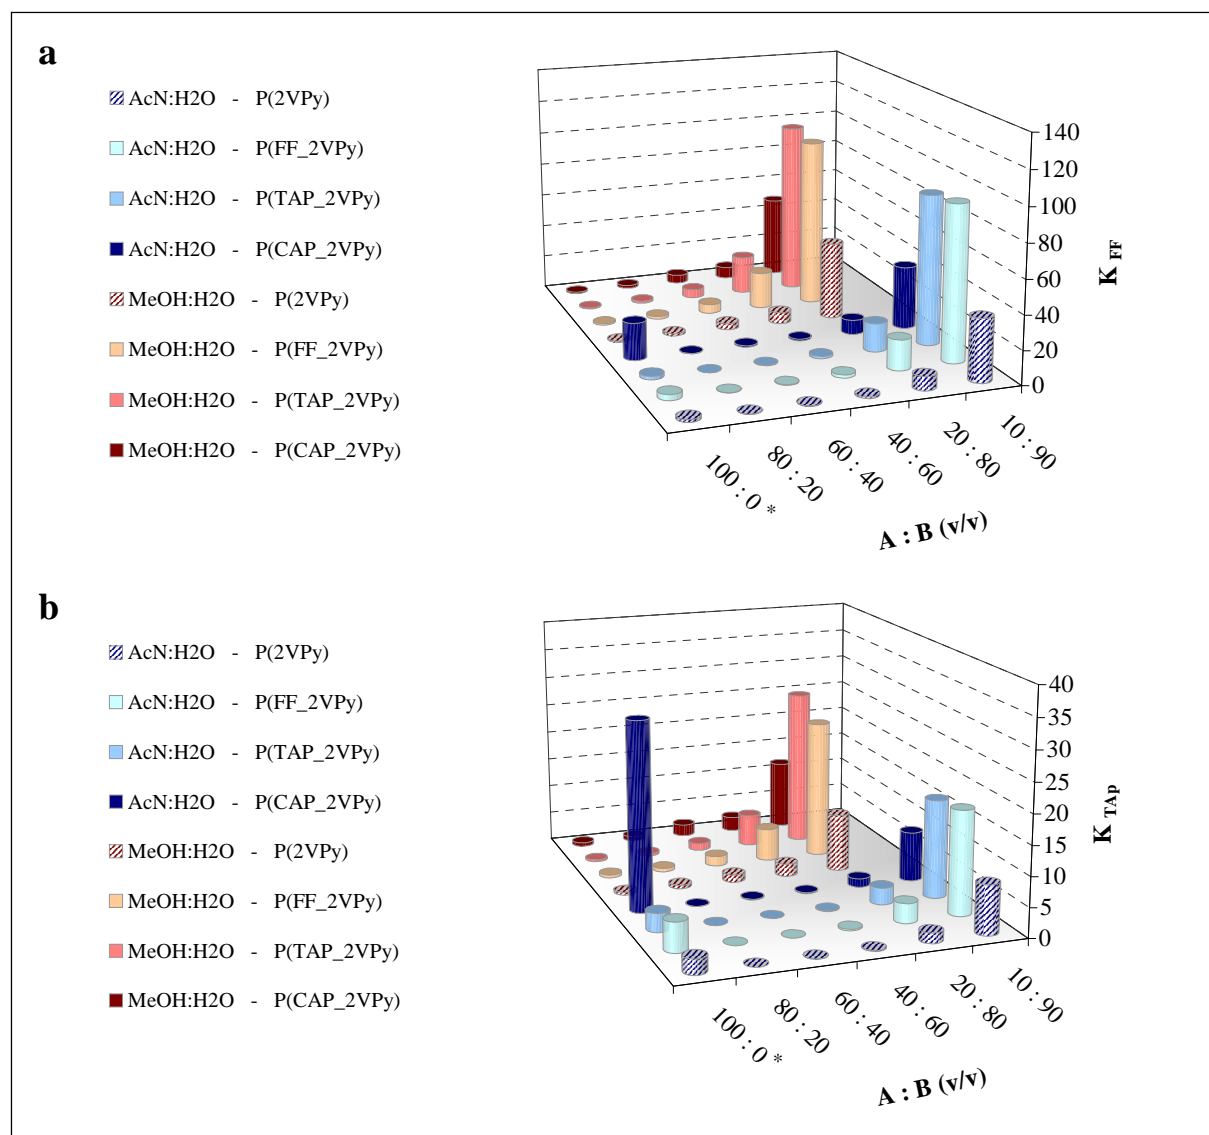 a
AcN:H2O - P(2VPy)
AcN:H2O - P(FF_2VPy)
AcN:H2O - P(TAP_2VPy)
AcN:H2O - P(CAP_2VPy)
MeOH:H2O - P(2VPy)
MeOH:H2O - P(FF_2VPy)
MeOH:H2O - P(TAP_2VPy)
MeOH:H2O - P(CAP_2VPy)
140
120
100
80
60
40
20
0
K FF
100 : 0 *
80 : 20
60 : 40
40 : 60
20 : 80
10 : 90
A : B (v/v)
b
AcN:H2O - P(2VPy)
AcN:H2O - P(FF_2VPy)
AcN:H2O - P(TAP_2VPy)
AcN:H2O - P(CAP_2VPy)
MeOH:H2O - P(2VPy)
MeOH:H2O - P(FF_2VPy)
MeOH:H2O - P(TAP_2VPy)
MeOH:H2O - P(CAP_2VPy)
40
35
30
25
20
15
10
5
0
K TAp
100 : 0 *
80 : 20
60 : 40
40 : 60
20 : 80
10 : 90
A : B (v/v)